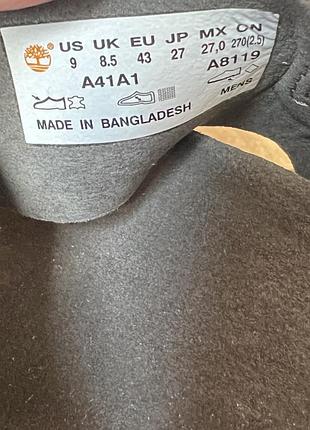 US UK EU JP MX CN
9 8.5 43 27 27,0 270(2.5)
A41A1 A8119
MADE IN BANGLADESH MENS